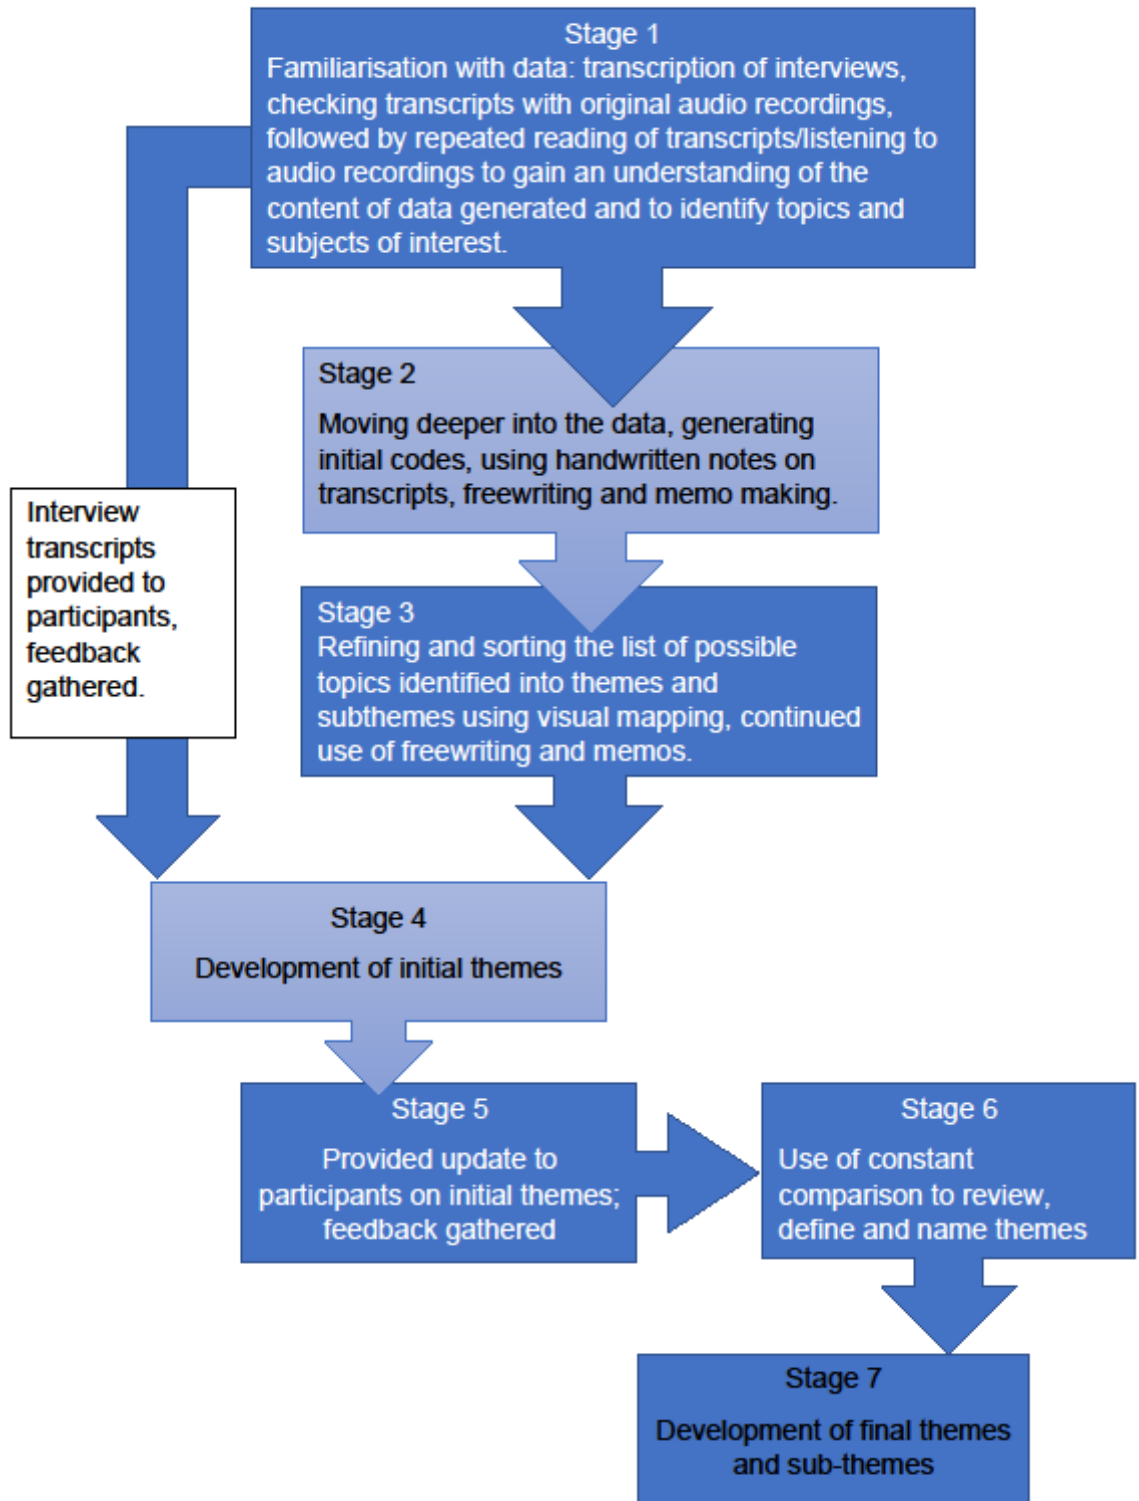 Stage 1
Familiarisation with data: transcription of interviews,
checking transcripts with original audio recordings,
followed by repeated reading of transcripts/listening to
audio recordings to gain an understanding of the
content of data generated and to identify topics and
subjects of interest.
Stage 2
Moving deeper into the data, generating
initial codes, using handwritten notes on
transcripts, freewriting and memo making.
Interview
transcripts
provided to
participants,
feedback
gathered.
Stage 3
Refining and sorting the list of possible
topics identified into themes and
subthemes using visual mapping, continued
use of freewriting and memos.
Stage 4
Development of initial themes
Stage 5
Provided update to
participants on initial themes;
feedback gathered
Stage 6
Use of constant
comparison to review,
define and name themes
Stage 7
Development of final themes
and sub-themes